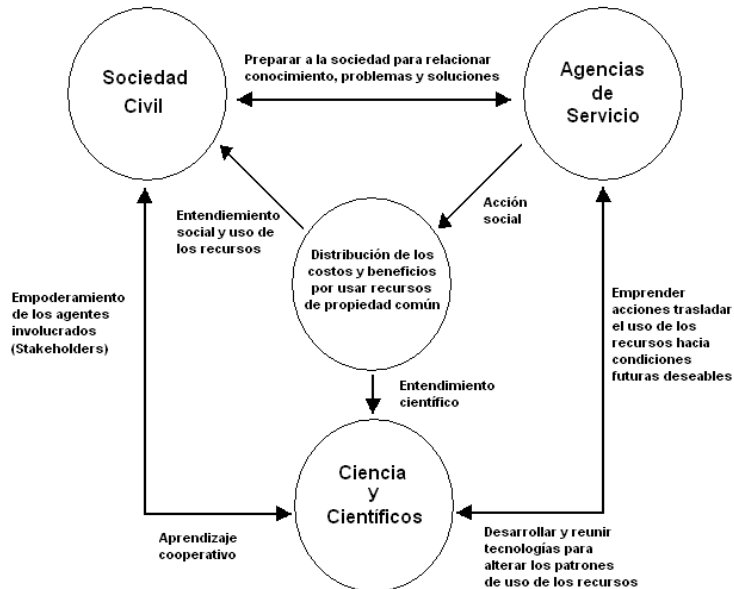 Sociedad
Civil
Preparar a la sociedad para relacionar
conocimiento, problemas y soluciones
Agencias
de
Servicio
Entendiemiento
social y uso de
los recursos
Acción
social
Distribución de los
costos y beneficios
por usar recursos
de propiedad común
Empoderamiento
de los agentes
involucrados
(Stakeholders)
Emprender
acciones trasladar
el uso de los
recursos hacia
condiciones
futuras deseables
Entendimiento
científico
Ciencia
y
Científicos
Aprendizaje
cooperativo
Desarrollar y reunir
tecnologías para
alterar los patrones
de uso de los recursos